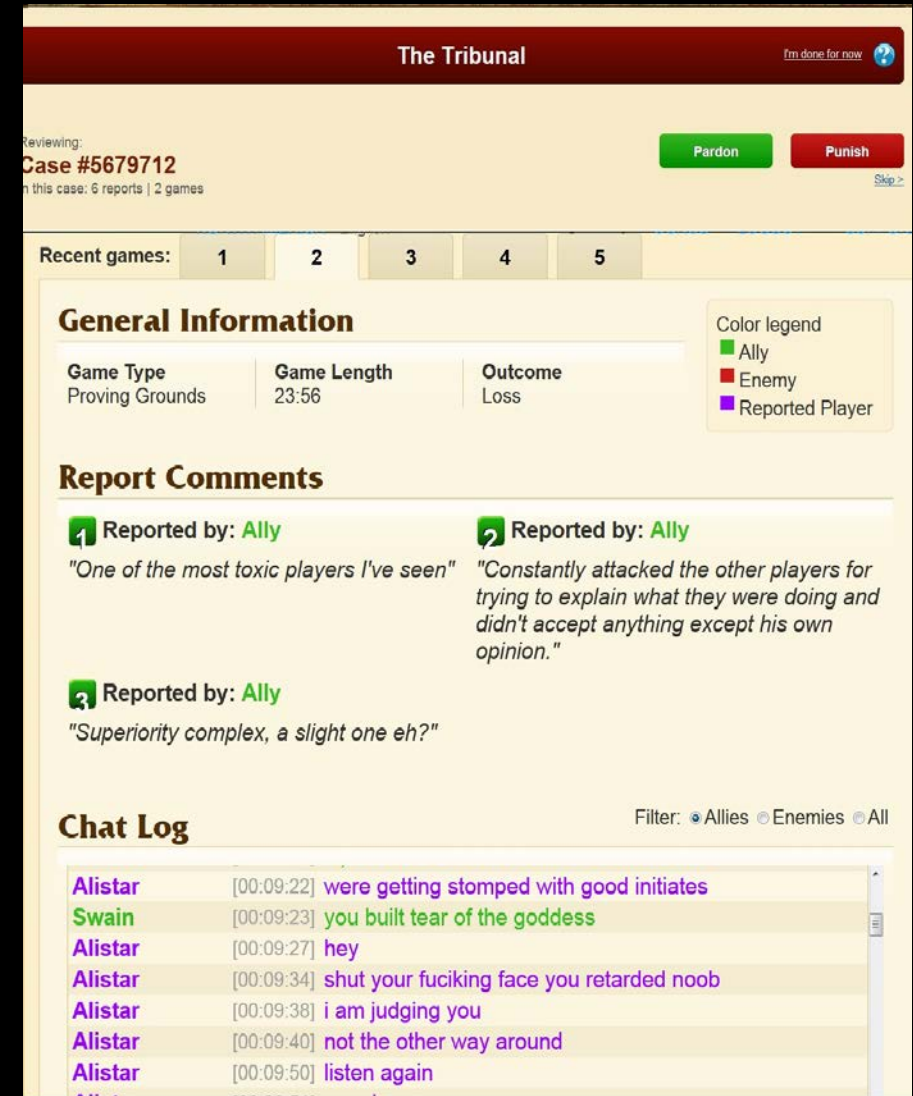 The Tribunal
I'm done for now
?
Reviewing:
Case #5679712
n this case: 6 reports | 2 games
Pardon
Punish
Skip >
Recent games: 1 2 3 4 5
General Information
Color legend
Ally
Enemy
Reported Player
Game Type Game Length Outcome
Proving Grounds 23:56 Loss
Report Comments
1 Reported by: Ally
"One of the most toxic players I've seen"
2 Reported by: Ally
"Constantly attacked the other players for
trying to explain what they were doing and
didn't accept anything except his own
opinion."
3 Reported by: Ally
"Superiority complex, a slight one eh?"
Chat Log
Filter: Allies Enemies All
Alistar [00:09:22] were getting stomped with good initiates
Swain [00:09:23] you built tear of the goddess
Alistar [00:09:27] hey
Alistar [00:09:34] shut your fuciking face you retarded noob
Alistar [00:09:38] i am judging you
Alistar [00:09:40] not the other way around
Alistar [00:09:50] listen again